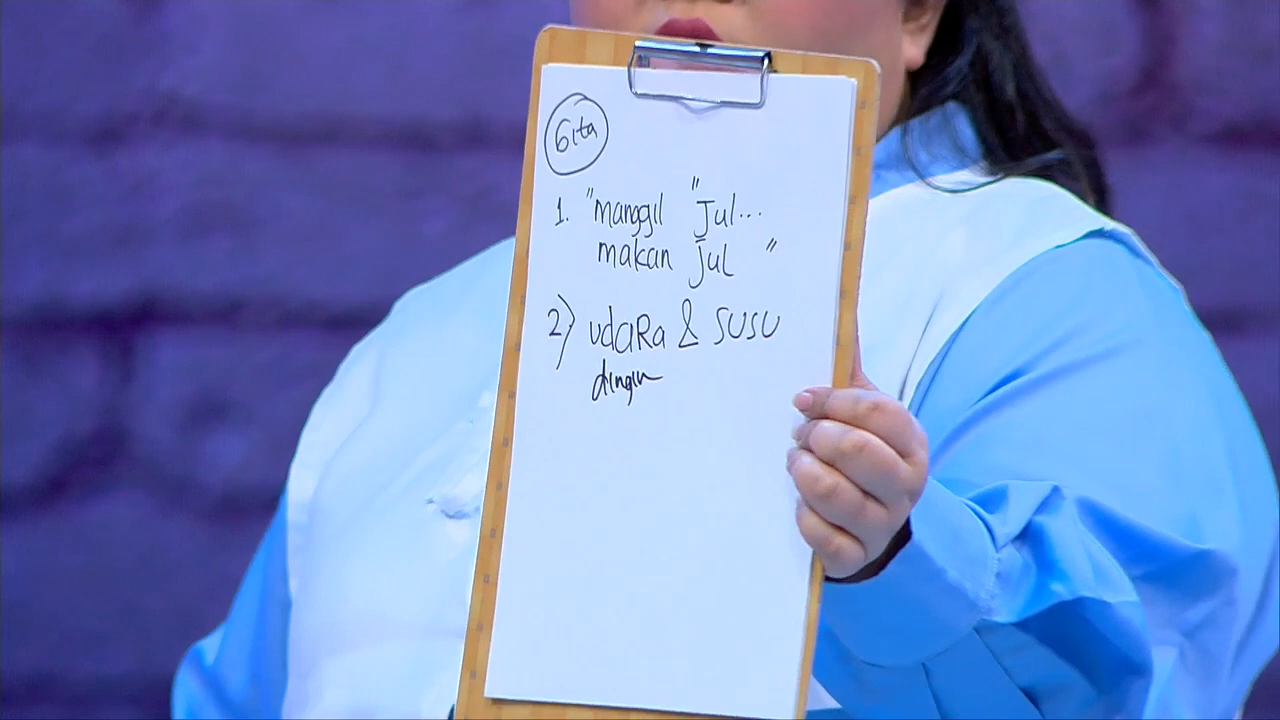 Gita
1. "manggil "Jul...
makan Jul "
2) udaRa & SUSU
dingin